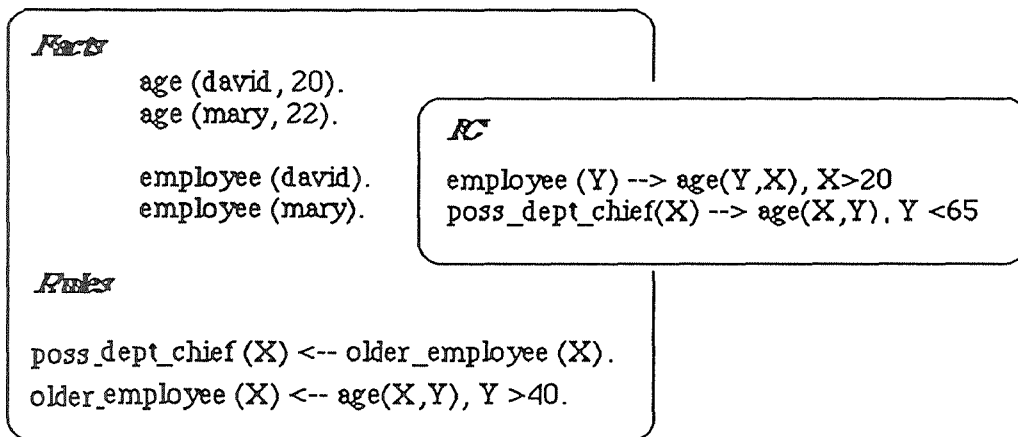 Facts
age (david, 20).
age (mary, 22).
employee (david).
employee (mary).
IC
employee (Y) --> age(Y,X), X>20
poss_dept_chief(X) --> age(X,Y), Y <65
Rules
poss_dept_chief (X) <-- older_employee (X).
older_employee (X) <-- age(X,Y), Y >40.